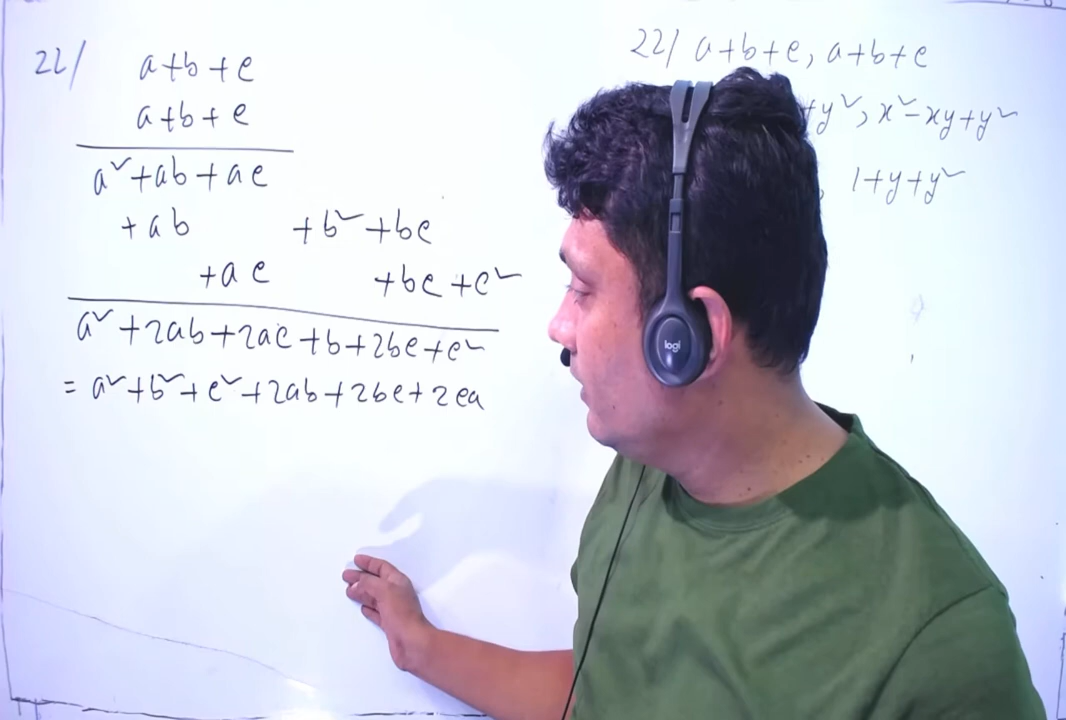 22/ a+b+c
a+b+c
a²+ab+ac
+ab +b²+bc
+ac +bc+c²
a²+2ab+2ac+b+2bc+c²
= a²+b²+c²+2ab+2bc+2ca
22/ a+b+c, a+b+c
+y², x²-xy+y²
, 1+y+y²
logi